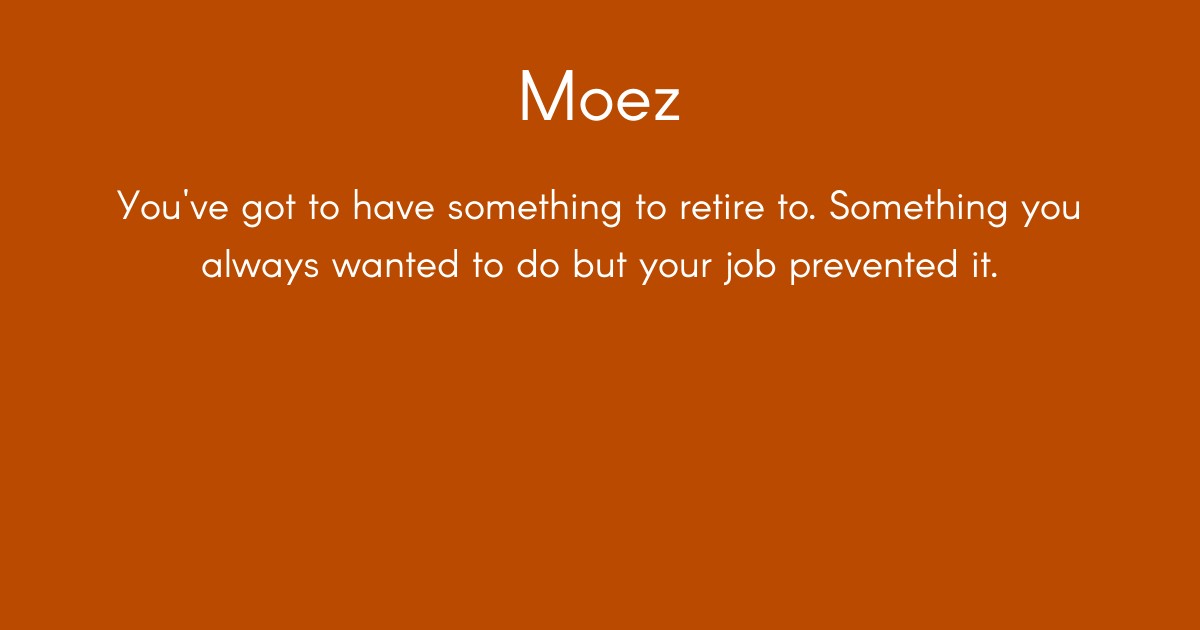 Moez
You've got to have something to retire to. Something you
always wanted to do but your job prevented it.